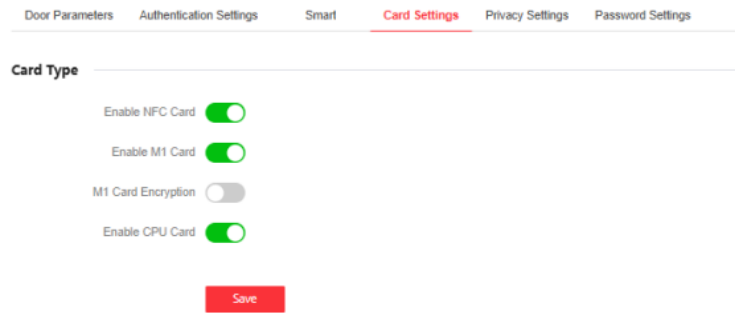 Door Parameters Authentication Settings Smart Card Settings Privacy Settings Password Settings
Card Type
Enable NFC Card
Enable M1 Card
M1 Card Encryption
Enable CPU Card
Save